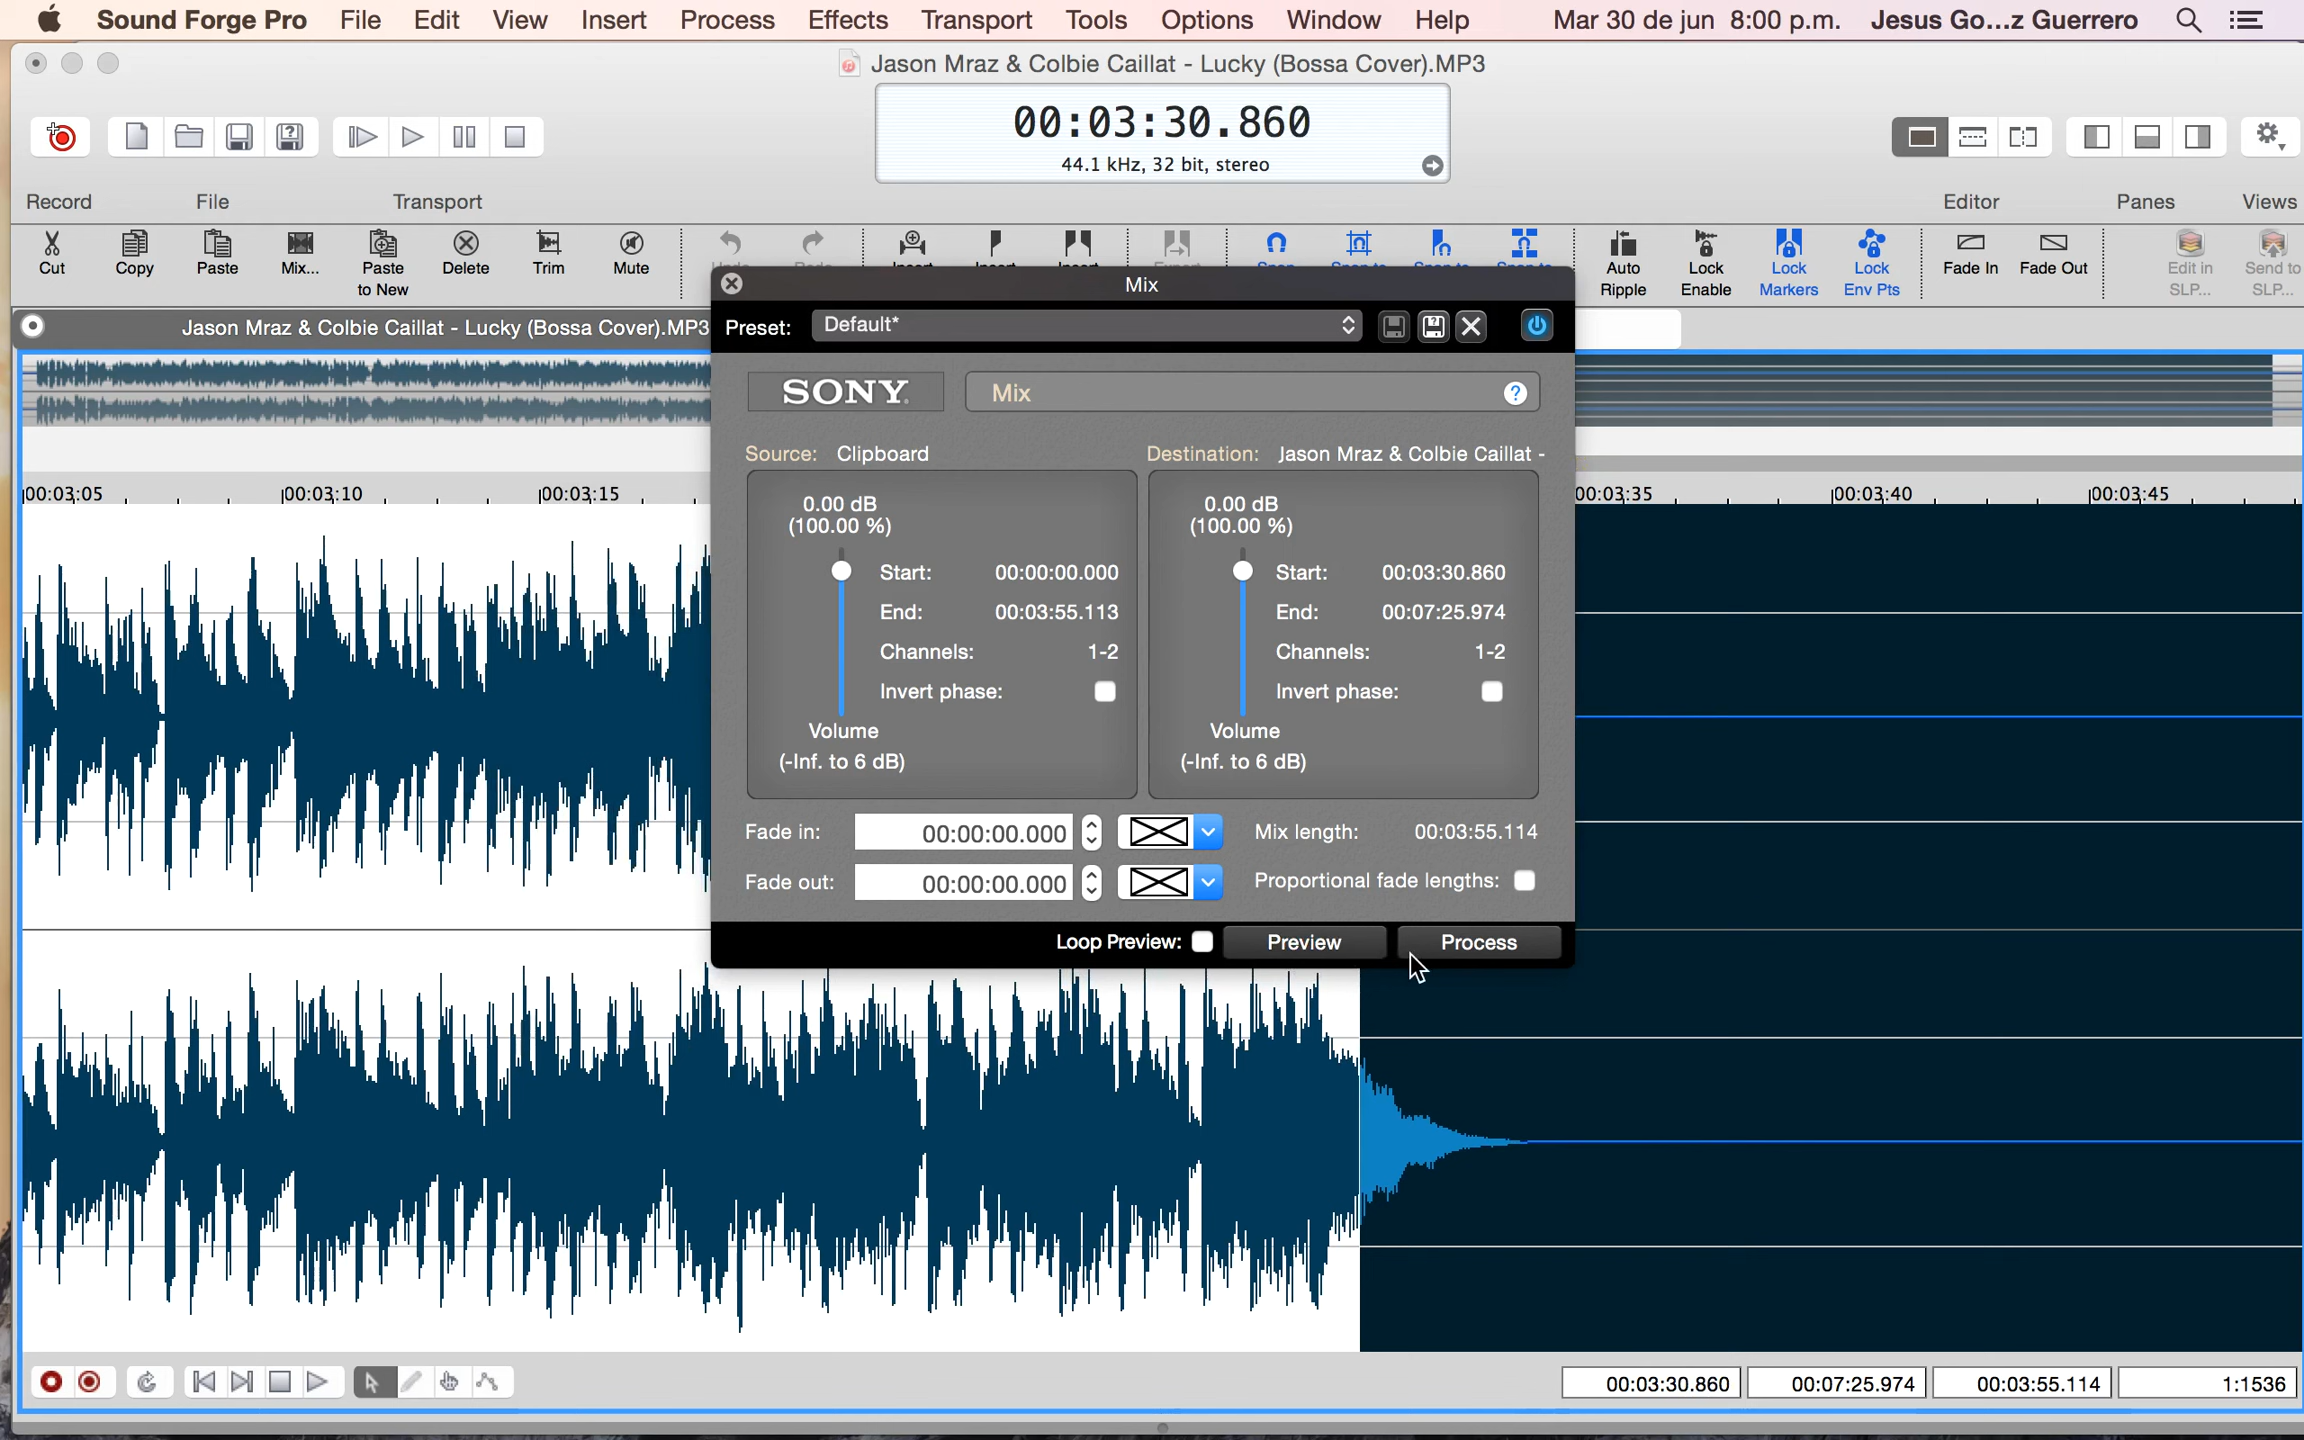 Sound Forge Pro File Edit View Insert Process Effects Transport Tools Options Window Help Mar 30 de jun 8:00 p.m. Jesus Go...z Guerrero
Jason Mraz & Colbie Caillat - Lucky (Bossa Cover).MP3
00:03:30.860
44.1 kHz, 32 bit, stereo
Record File Transport Editor Panes Views
Cut Copy Paste Mix... Paste to New Delete Trim Mute Auto Ripple Lock Enable Lock Markers Lock Env Pts Fade In Fade Out Edit in SLP... Send to SLP...
Mix
Jason Mraz & Colbie Caillat - Lucky (Bossa Cover).MP3
Preset: Default*
SONY Mix ?
Source: Clipboard Destination: Jason Mraz & Colbie Caillat -
00:03:05 00:03:10 00:03:15 00:03:35 00:03:40 00:03:45
0.00 dB 0.00 dB
(100.00 %) (100.00 %)
Start: 00:00:00.000 Start: 00:03:30.860
End: 00:03:55.113 End: 00:07:25.974
Channels: 1-2 Channels: 1-2
Invert phase: Invert phase:
Volume Volume
(-Inf. to 6 dB) (-Inf. to 6 dB)
Fade in: 00:00:00.000 Mix length: 00:03:55.114
Fade out: 00:00:00.000 Proportional fade lengths:
Loop Preview: Preview Process
00:03:30.860 00:07:25.974 00:03:55.114 1:1536